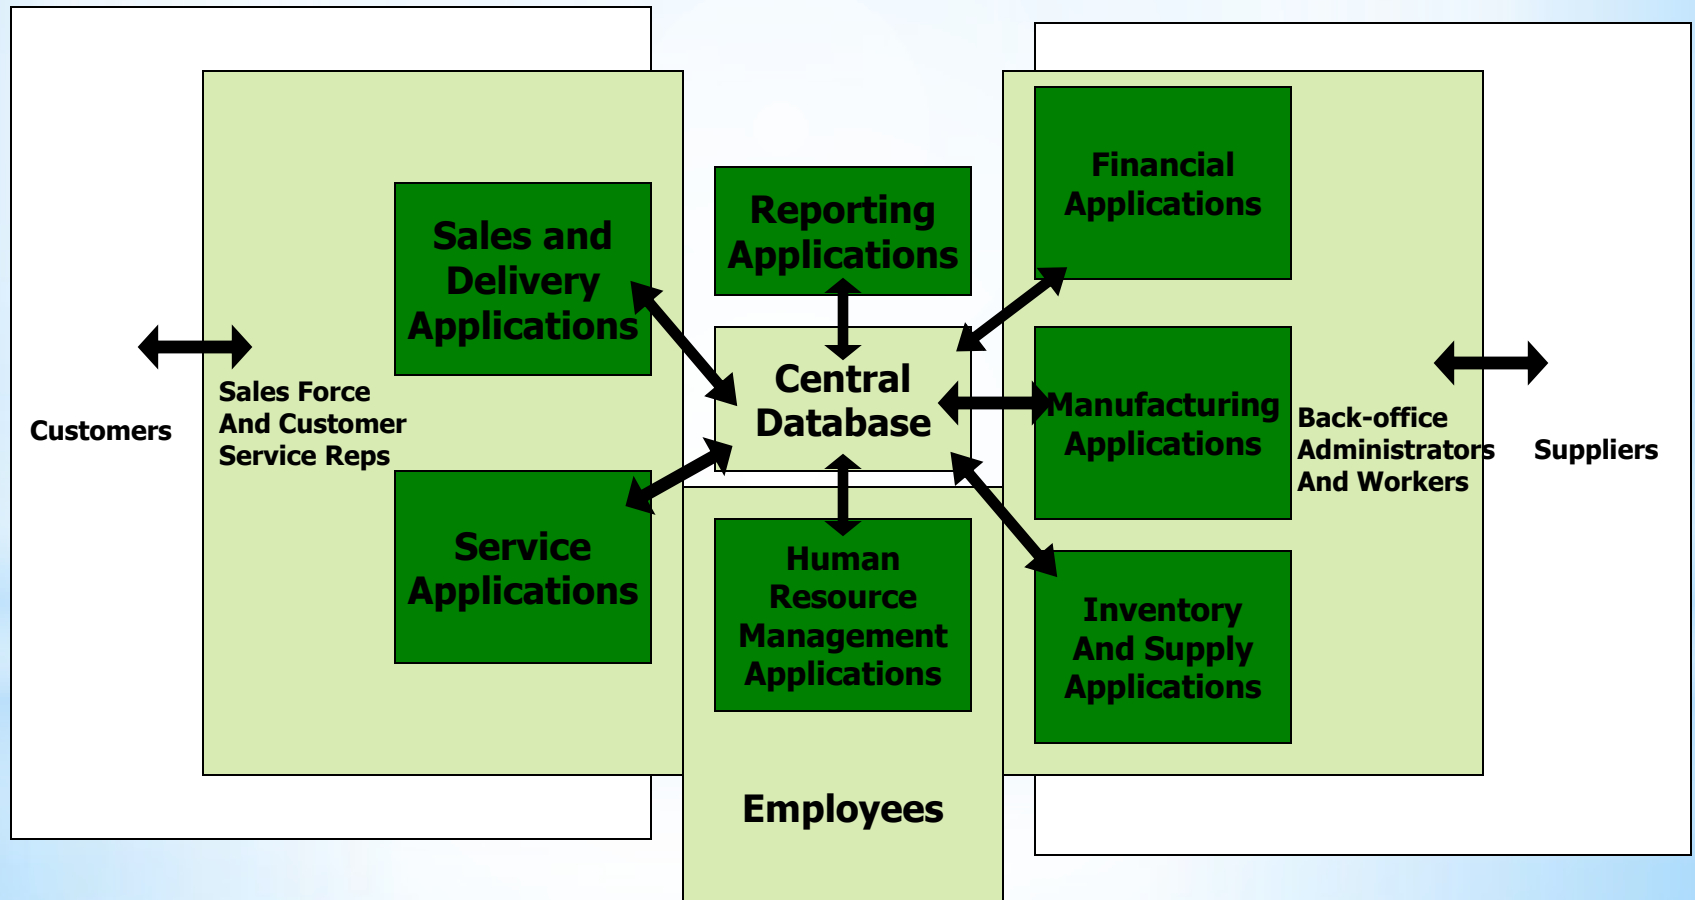 Customers
Sales Force
And Customer
Service Reps
Sales and
Delivery
Applications
Service
Applications
Reporting
Applications
Central
Database
Human
Resource
Management
Applications
Employees
Financial
Applications
Manufacturing
Applications
Inventory
And Supply
Applications
Back-office
Administrators
And Workers
Suppliers